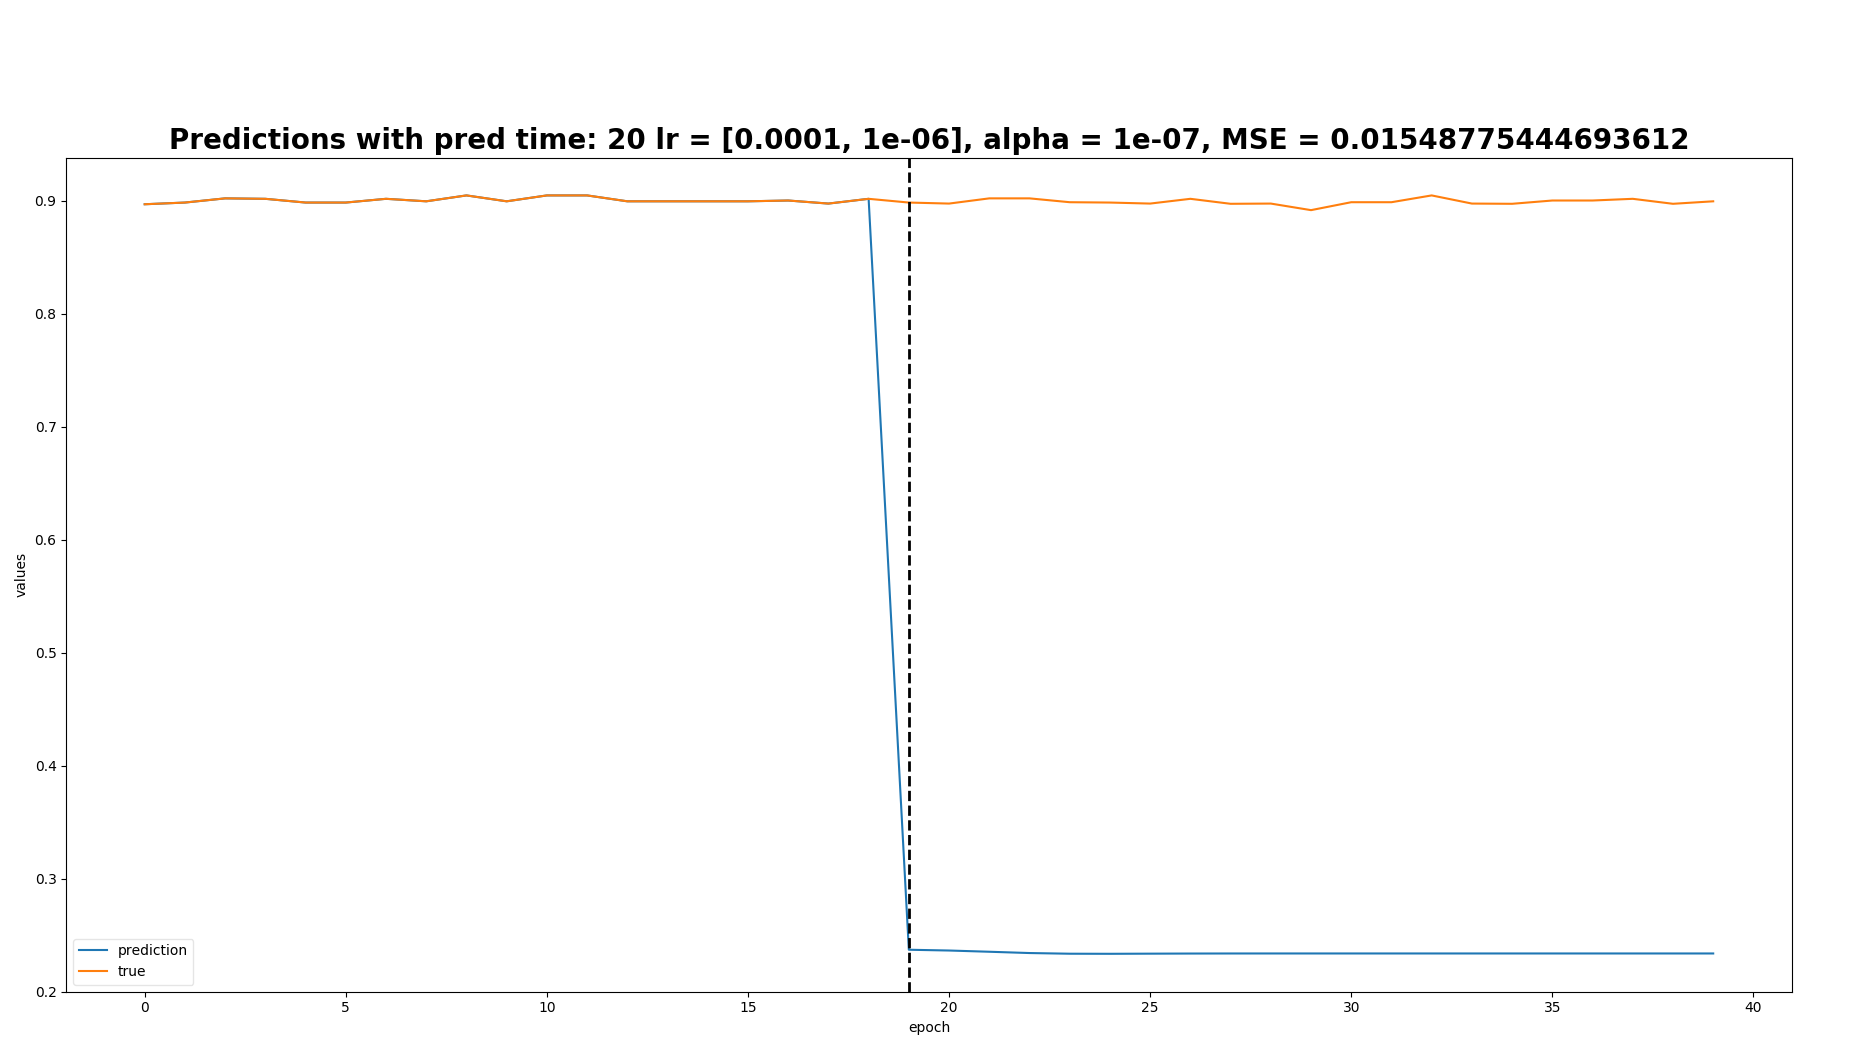 Predictions with pred time: 20 lr = [0.0001, 1e-06], alpha = 1e-07, MSE = 0.01548775444693612
0.9
0.8
0.7
0.6
0.5
0.4
0.3
0.2
values
prediction
true
0 5 10 15 20 25 30 35 40
epoch